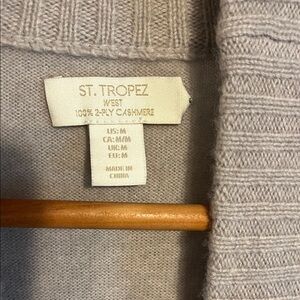 ST. TROPEZ
WEST
100% 2-PLY CASHMERE
US: M
CA: M/M
UK: M
EU: M
MADE IN
CHINA